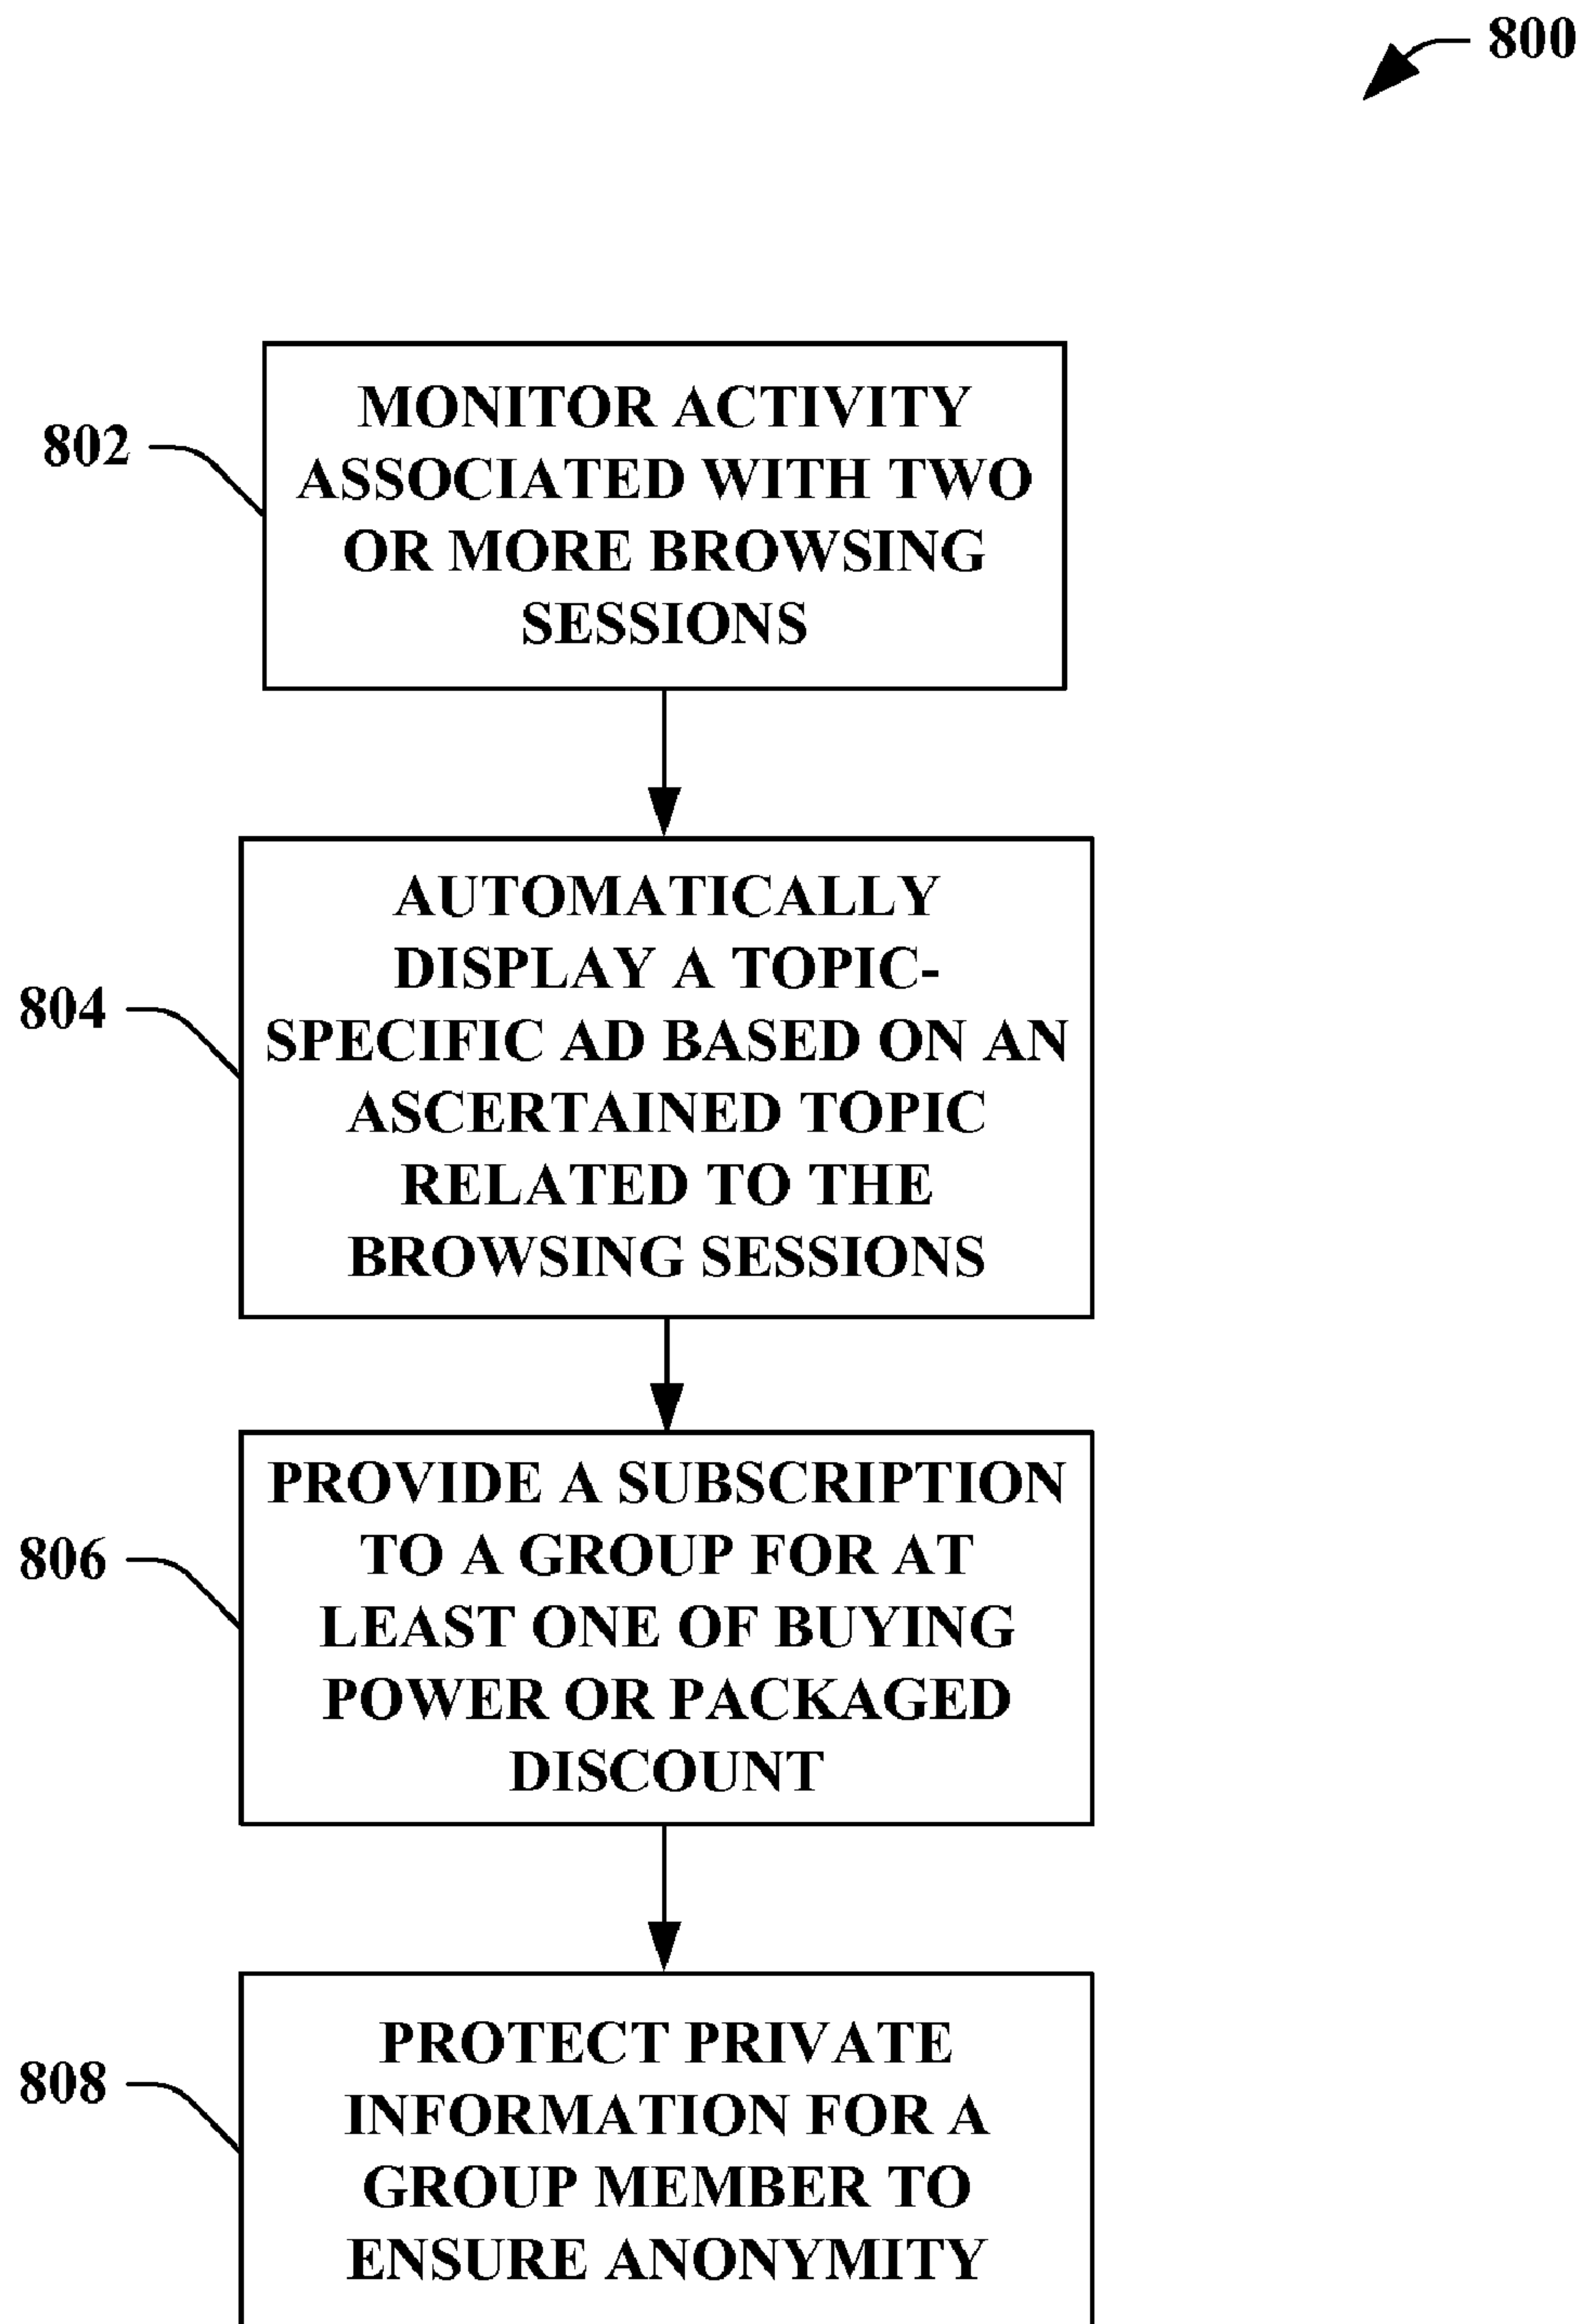 800
802
MONITOR ACTIVITY
ASSOCIATED WITH TWO
OR MORE BROWSING
SESSIONS
804
AUTOMATICALLY
DISPLAY A TOPIC-
SPECIFIC AD BASED ON AN
ASCERTAINED TOPIC
RELATED TO THE
BROWSING SESSIONS
806
PROVIDE A SUBSCRIPTION
TO A GROUP FOR AT
LEAST ONE OF BUYING
POWER OR PACKAGED
DISCOUNT
808
PROTECT PRIVATE
INFORMATION FOR A
GROUP MEMBER TO
ENSURE ANONYMITY